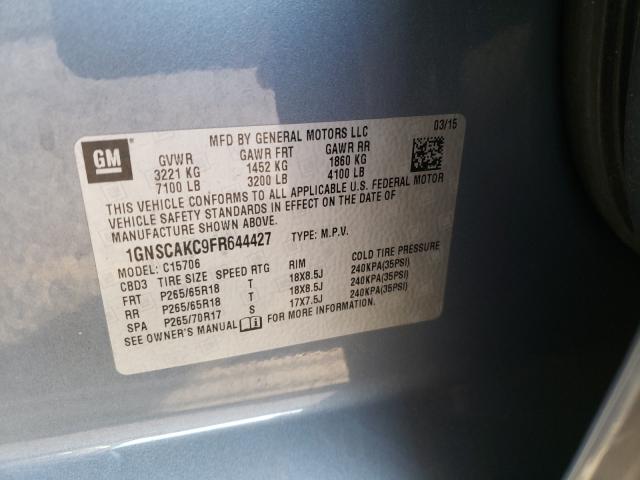 03/15
MFD BY GENERAL MOTORS LLC
GM
GVWR GAWR FRT GAWR RR
3221 KG 1452 KG 1860 KG
7100 LB 3200 LB 4100 LB
THIS VEHICLE CONFORMS TO ALL APPLICABLE U.S. FEDERAL MOTOR
VEHICLE SAFETY STANDARDS IN EFFECT ON THE DATE OF
MANUFACTURE SHOWN ABOVE.
1GNSCAKC9FR644427 TYPE: M.P.V.
MODEL: C15706
CBD3 TIRE SIZE SPEED RTG RIM COLD TIRE PRESSURE
FRT P265/65R18 T 18X8.5J 240KPA(35PSI)
RR P265/65R18 T 18X8.5J 240KPA(35PSI)
SPA P265/70R17 S 17X7.5J 240KPA(35PSI)
SEE OWNER'S MANUAL FOR MORE INFORMATION.